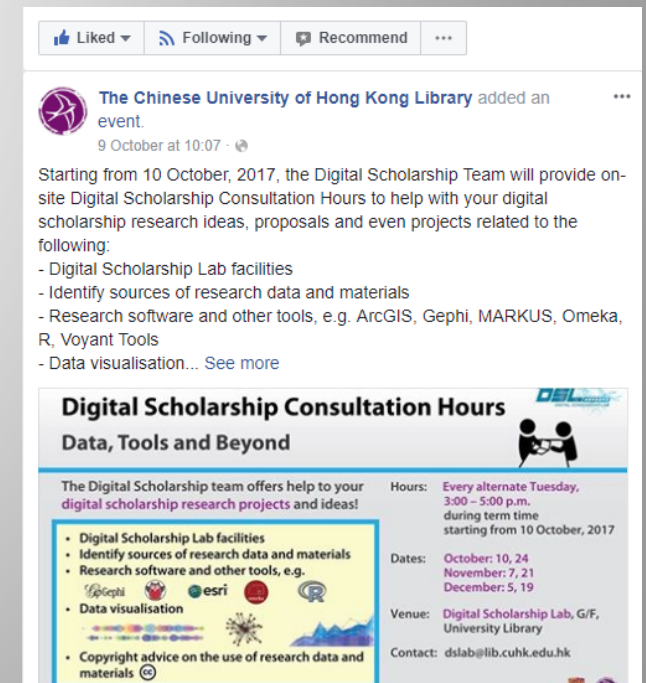 Liked Following Recommend
The Chinese University of Hong Kong Library added an
event.
9 October at 10:07
Starting from 10 October, 2017, the Digital Scholarship Team will provide on-
site Digital Scholarship Consultation Hours to help with your digital
scholarship research ideas, proposals and even projects related to the
following:
- Digital Scholarship Lab facilities
- Identify sources of research data and materials
- Research software and other tools, e.g. ArcGIS, Gephi, MARKUS, Omeka,
R, Voyant Tools
- Data visualisation... See more
DSL
Digital Scholarship Consultation Hours
Data, Tools and Beyond
The Digital Scholarship team offers help to your
digital scholarship research projects and ideas!
• Digital Scholarship Lab facilities
• Identify sources of research data and materials
• Research software and other tools, e.g.
Gephi esri R
• Data visualisation
• Copyright advice on the use of research data and
materials cc
Hours: Every alternate Tuesday,
3:00 – 5:00 p.m.
during term time
starting from 10 October, 2017
Dates: October: 10, 24
November: 7, 21
December: 5, 19
Venue: Digital Scholarship Lab, G/F,
University Library
Contact: dslab@lib.cuhk.edu.hk